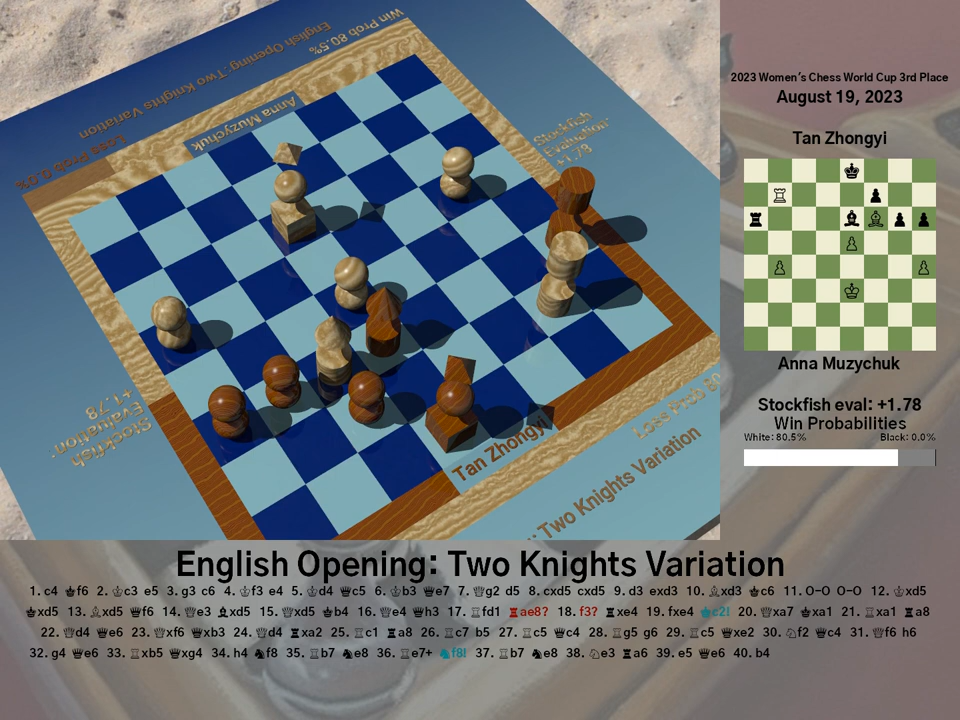 Win Prob 80.5%
English Opening: Two Knights Variation
Loss Prob 0.0%
Anna Muzychuk
Stockfish
Evaluation:
+1.78
Stockfish
Evaluation:
+1.78
Tan Zhongyi
Loss Prob 80
: Two Knights Variation
2023 Women's Chess World Cup 3rd Place
August 19, 2023
Tan Zhongyi
Anna Muzychuk
Stockfish eval: +1.78
Win Probabilities
White: 80.5% Black: 0.0%
English Opening: Two Knights Variation
1. c4 ♚f6 2. ♔c3 e5 3. g3 c6 4. ♔f3 e4 5. ♔d4 ♛c5 6. ♔b3 ♛e7 7. ♕g2 d5 8. cxd5 cxd5 9. d3 exd3 10. ♗xd3 ♚c6 11. O-O O-O 12. ♔xd5
♚xd5 13. ♗xd5 ♛f6 14. ♕e3 ♝xd5 15. ♕xd5 ♚b4 16. ♕e4 ♛h3 17. ♖fd1 ♜ae8? 18. f3? ♜xe4 19. fxe4 ♚c2! 20. ♕xa7 ♚xa1 21. ♖xa1 ♜a8
22. ♕d4 ♛e6 23. ♕xf6 ♛xb3 24. ♕d4 ♜xa2 25. ♖c1 ♜a8 26. ♖c7 b5 27. ♖c5 ♛c4 28. ♖g5 g6 29. ♖c5 ♛xe2 30. ♘f2 ♛c4 31. ♕f6 h6
32. g4 ♛e6 33. ♖xb5 ♛xg4 34. h4 ♞f8 35. ♖b7 ♞e8 36. ♖e7+ ♞f8! 37. ♖b7 ♞e8 38. ♘e3 ♜a6 39. e5 ♛e6 40. b4